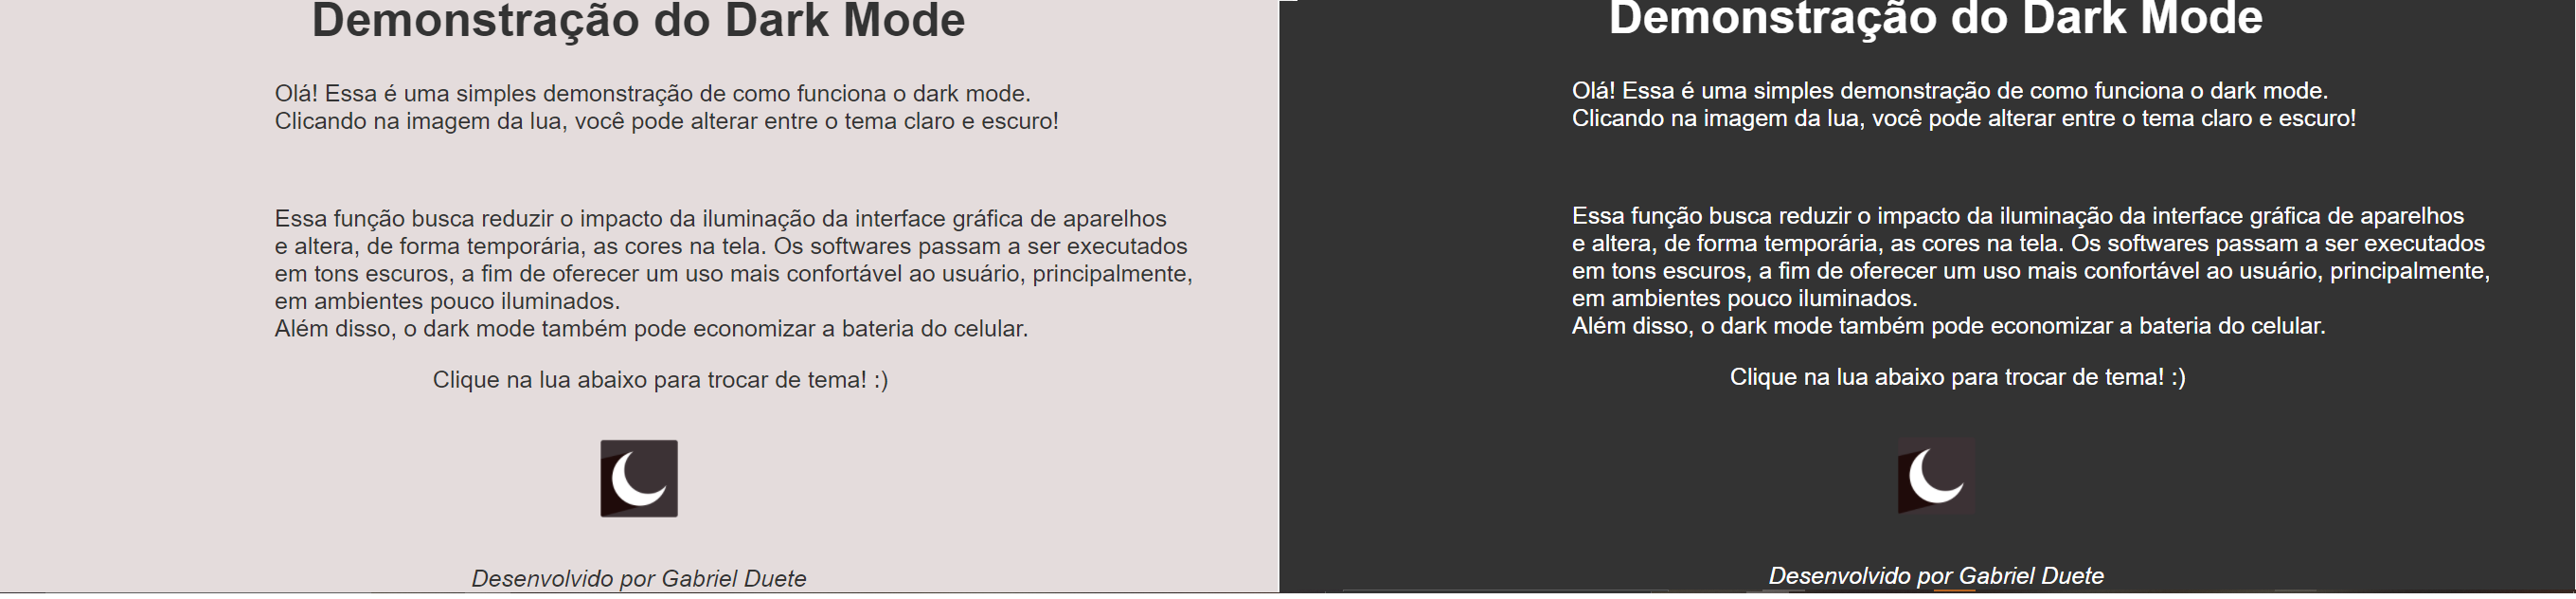 Demonstração do Dark Mode
Olá! Essa é uma simples demonstração de como funciona o dark mode.
Clicando na imagem da lua, você pode alterar entre o tema claro e escuro!
Essa função busca reduzir o impacto da iluminação da interface gráfica de aparelhos
e altera, de forma temporária, as cores na tela. Os softwares passam a ser executados
em tons escuros, a fim de oferecer um uso mais confortável ao usuário, principalmente,
em ambientes pouco iluminados.
Além disso, o dark mode também pode economizar a bateria do celular.
Clique na lua abaixo para trocar de tema! :)
Desenvolvido por Gabriel Duete
Demonstração do Dark Mode
Olá! Essa é uma simples demonstração de como funciona o dark mode.
Clicando na imagem da lua, você pode alterar entre o tema claro e escuro!
Essa função busca reduzir o impacto da iluminação da interface gráfica de aparelhos
e altera, de forma temporária, as cores na tela. Os softwares passam a ser executados
em tons escuros, a fim de oferecer um uso mais confortável ao usuário, principalmente,
em ambientes pouco iluminados.
Além disso, o dark mode também pode economizar a bateria do celular.
Clique na lua abaixo para trocar de tema! :)
Desenvolvido por Gabriel Duete